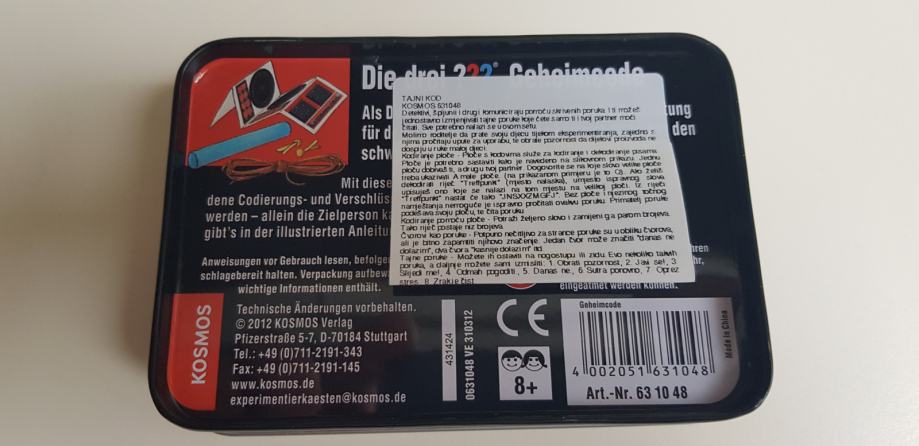 Die drei ???® Geheimcode
Als D
für d
schw
tung
den
Mit diese
dene Codierungs- und Verschlüs
werden – allein die Zielperson ka
gibt's in der illustrierten Anleitu
Anweisungen vor Gebrauch lesen, befolge
schlagebereit halten. Verpackung aufbew
wichtige Informationen enthält.
TAJNI KOD
KOSMOS 631048
Detektivi, špijuni i drugi komuniciraju pomoću skrivenih poruka. I ti možeš
jednostavno izmjenjivati tajne poruke koje ćete samo ti i tvoj partner moći
čitati. Sve potrebno nalazi se u ovom setu.
Molimo roditelje da prate svoju djecu tijekom eksperimentiranja, zajedno s
njima pročitaju upute za uporabu, te obrate pozornost da dijelovi proizvoda ne
dospiju u ruke maloj djeci.
Kodiranje ploče - Ploče s kodovima služe za kodiranje i dekodiranje pisama.
Ploče je potrebno sastaviti kako je navedeno na slikovnom prikazu. Jednu
ploču dobivaš ti, a drugu tvoj partner. Dogovorite se na koje slovo velike ploče
treba ukazivati A male ploče. (na prikazanom primjeru je to Q). Ako želiš
dekodirati riječ "Treffpunkt" (mjesto nalaska), umjesto ispravnog slova
upisuješ ono koje se nalazi na tom mjestu na velikoj ploči. Iz riječi
"Treffpunkt" nastat će tako Bez ploče i njezinog točnog
namještanja nemoguće je ispravno pročitati ovakvu poruku. Primatelj poruke
podešava svoju ploču, te čita poruku.
Kodiranje pomoću ploče - Potraži željeno slovo i zamijeni ga parom brojeva.
Tako riječ postaje niz brojeva.
Čvorovi kao poruke - Potpuno nečitljivo za strance poruke su u obliku čvorova,
ali je bitno zapamtiti njihovo značenje. Jedan čvor može značiti "danas ne
dolazim", dva čvora "kasnije dolazim" itd.
Tajne poruke - Možete ih ostaviti na nogostupu ili zidu. Evo nekoliko takvih
poruka, a daljnje možete sami izmisliti: 1. Obrati pozornost, 2. Javi se!, 3.
Slijedi me!, 4. Odmah pogoditi, 5. Danas ne, 6. Sutra ponovno, 7. Oprez
stres, 8. Zrak je čist
hren
hr,
eingeatmet werden können.
KOSMOS
Technische Änderungen vorbehalten.
© 2012 KOSMOS Verlag
Pfizerstraße 5-7, D-70184 Stuttgart
Tel.: +49 (0)711-2191-343
Fax: +49 (0)711-2191-145
www.kosmos.de
experimentierkaesten@kosmos.de
431424
0631048 VE 310312
CE
8+
Geheimcode
4 002051 631048
Art.-Nr. 63 10 48
Made in China